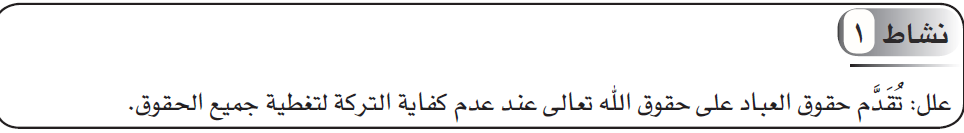 نشاط ١
علل: تُقَدَّم حقوق العباد على حقوق الله تعالى عند عدم كفاية التركة لتغطية جميع الحقوق.